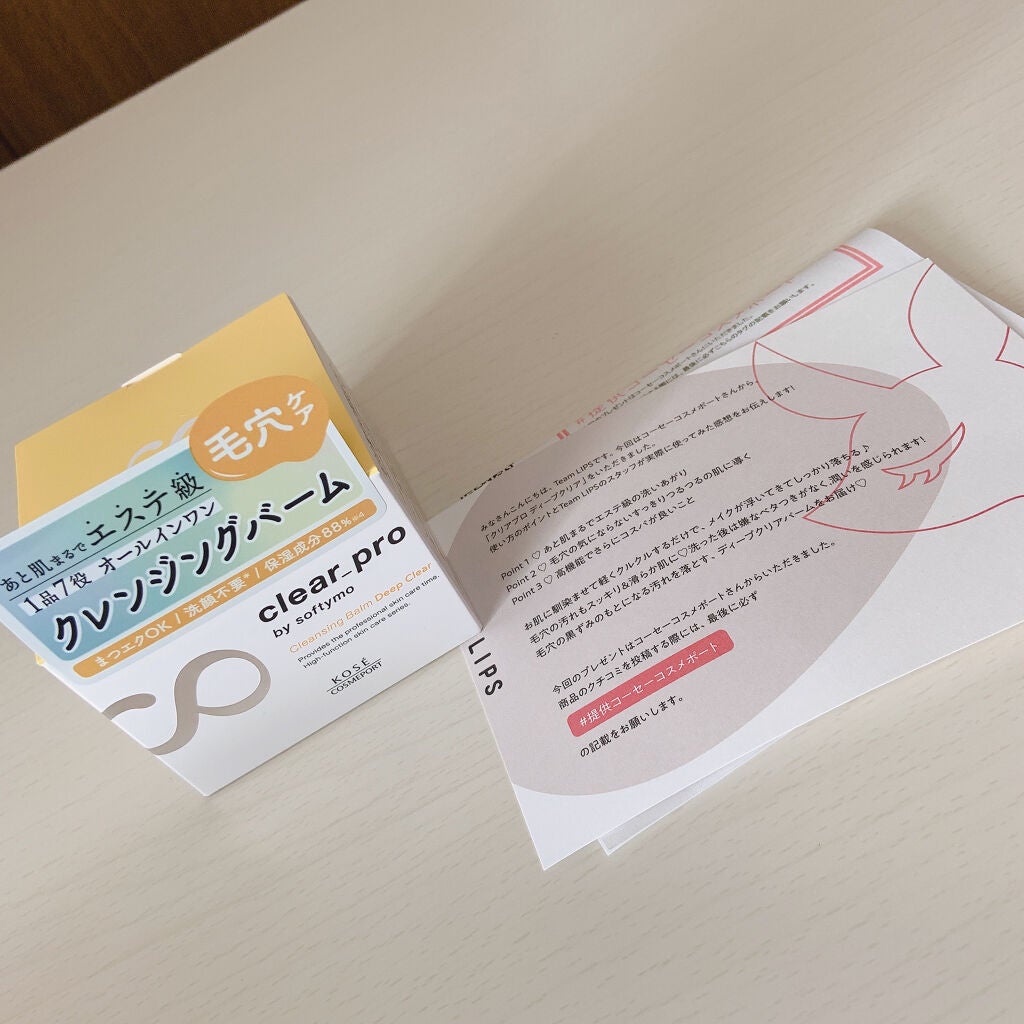 毛穴
ケア
あと肌まるでエステ級
1品7役 オールインワン
クレンジングバーム
まつエクOK / 洗顔不要* / 保湿成分88%※4
clear_pro
by softymo
Cleansing Balm Deep Clear
Provides the professional skin care time.
High-function skin care series.
KOSÉ
COSMEPORT
みなさんこんにちは、Team LIPSです。今回はコーセーコスメポートさんから
「クリアプロ ディープクリア」をいただきました。
使い方のポイントとTeam LIPSのスタッフが実際に使ってみた感想をお伝えします!
Point 1 ♡ あと肌まるでエステ級の洗いあがり
Point 2 ♡ 毛穴の気にならないすっきりつるつるの肌に導く
Point 3 ♡ 高機能でさらにコスパが良いこと
お肌に馴染ませて軽くクルクルするだけで、メイクが浮いてきてしっかり落ちる♪
毛穴の汚れもスッキリ&滑らか肌に♡洗った後は嫌なベタつきがなく潤いを感じられます!
毛穴の黒ずみのもとになる汚れを落とす、ディープクリアバームをお届け♡
今回のプレゼントはコーセーコスメポートさんからいただきました。
商品のクチコミを投稿する際には、最後に必ず
#提供コーセーコスメポート
の記載をお願いします。
LIPS